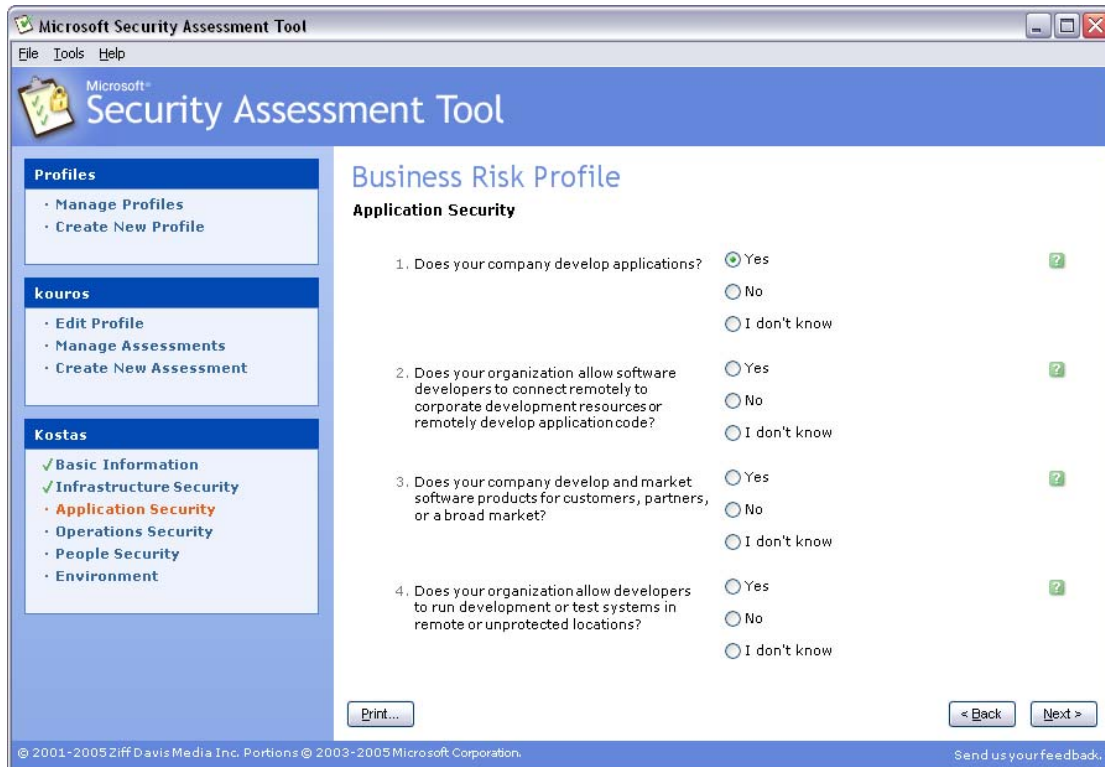 Microsoft Security Assessment Tool
File Tools Help
Microsoft®
Security Assessment Tool
Profiles
· Manage Profiles
· Create New Profile
kouros
· Edit Profile
· Manage Assessments
· Create New Assessment
Kostas
✓Basic Information
✓Infrastructure Security
· Application Security
· Operations Security
· People Security
· Environment
Business Risk Profile
Application Security
1. Does your company develop applications?
Yes
No
I don't know
?
2. Does your organization allow software
developers to connect remotely to
corporate development resources or
remotely develop application code?
Yes
No
I don't know
?
3. Does your company develop and market
software products for customers, partners,
or a broad market?
Yes
No
I don't know
?
4. Does your organization allow developers
to run development or test systems in
remote or unprotected locations?
Yes
No
I don't know
?
Print...
< Back
Next >
© 2001-2005 Ziff Davis Media Inc. Portions © 2003-2005 Microsoft Corporation.
Send us your feedback.